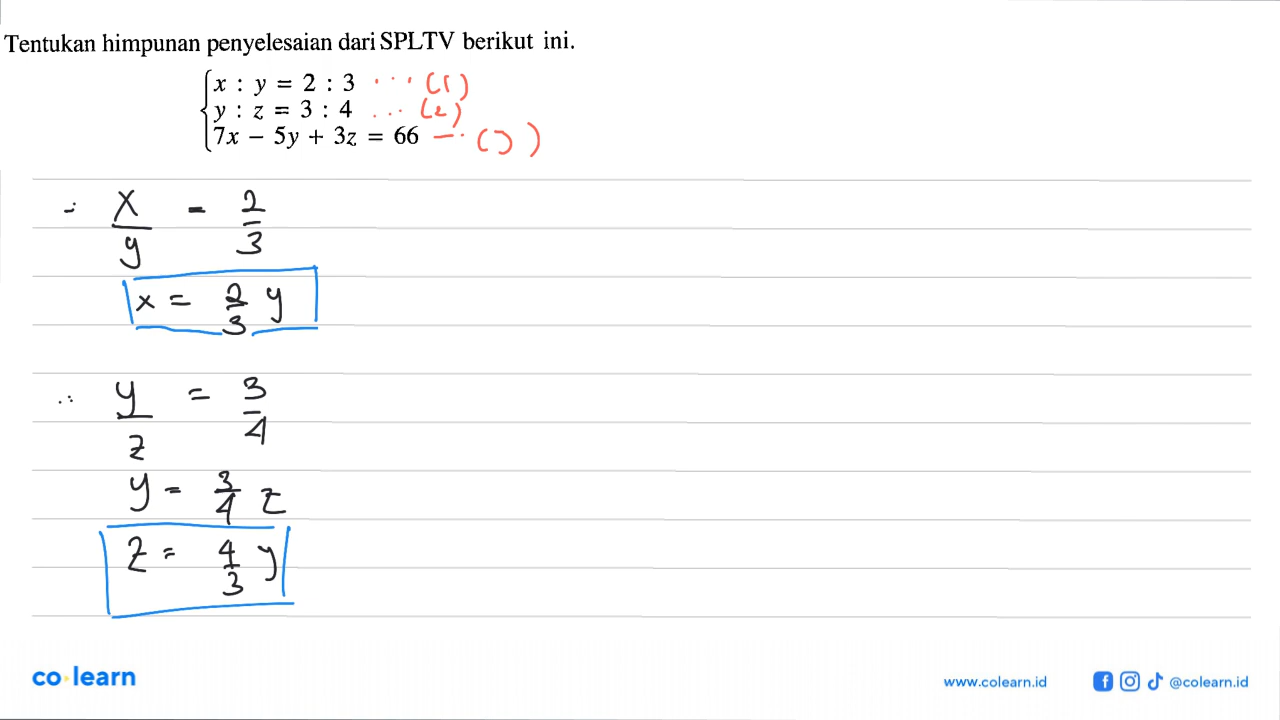 Tentukan himpunan penyelesaian dari SPLTV berikut ini.
x : y = 2 : 3 ... (1)
y : z = 3 : 4 ... (2)
7x − 5y + 3z = 66 ... (3)
∴ x/y = 2/3
x = 2/3 y
∴ y/z = 3/4
y = 3/4 z
z = 4/3 y
co·learn
www.colearn.id
@colearn.id